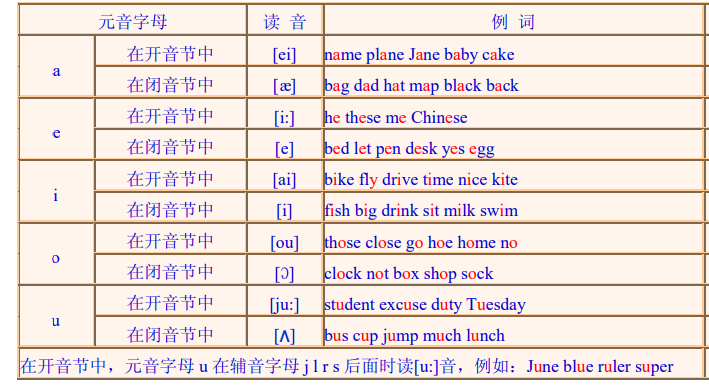 元音字母 读 音 例 词
a 在开音节中 [ei] name plane Jane baby cake
在闭音节中 [æ] bag dad hat map black back
e 在开音节中 [i:] he these me Chinese
在闭音节中 [e] bed let pen desk yes egg
i 在开音节中 [ai] bike fly drive time nice kite
在闭音节中 [i] fish big drink sit milk swim
o 在开音节中 [ou] those close go hoe home no
在闭音节中 [Ɔ] clock not box shop sock
u 在开音节中 [ju:] student excuse duty Tuesday
在闭音节中 [Λ] bus cup jump much lunch
在开音节中，元音字母 u 在辅音字母 j l r s 后面时读[u:]音，例如：June blue ruler super